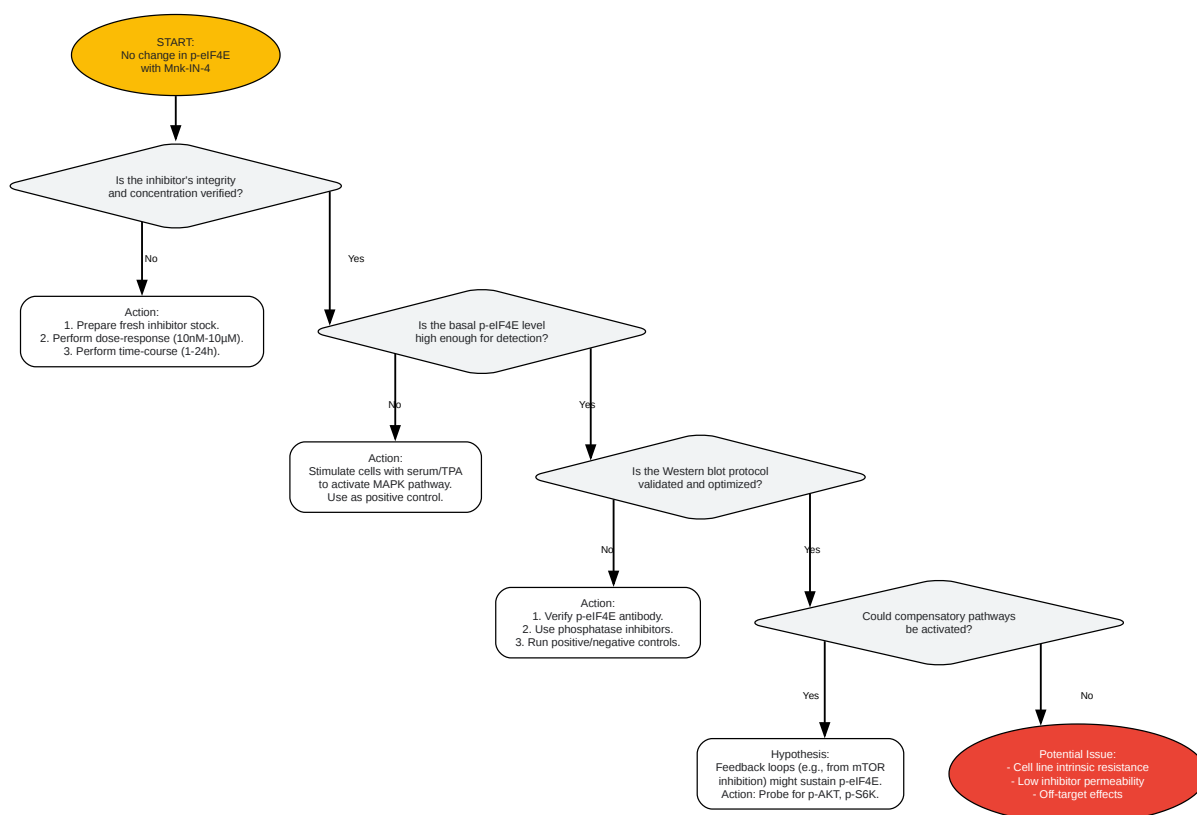 START:
No change in p-eIF4E
with Mnk-IN-4
Is the inhibitor's integrity
and concentration verified?
No
Yes
Action:
1. Prepare fresh inhibitor stock.
2. Perform dose-response (10nM-10µM).
3. Perform time-course (1-24h).
Is the basal p-eIF4E level
high enough for detection?
No
Yes
Action:
Stimulate cells with serum/TPA
to activate MAPK pathway.
Use as positive control.
Is the Western blot protocol
validated and optimized?
No
Yes
Action:
1. Verify p-eIF4E antibody.
2. Use phosphatase inhibitors.
3. Run positive/negative controls.
Could compensatory pathways
be activated?
Yes
No
Hypothesis:
Feedback loops (e.g., from mTOR
inhibition) might sustain p-eIF4E.
Action: Probe for p-AKT, p-S6K.
Potential Issue:
- Cell line intrinsic resistance
- Low inhibitor permeability
- Off-target effects